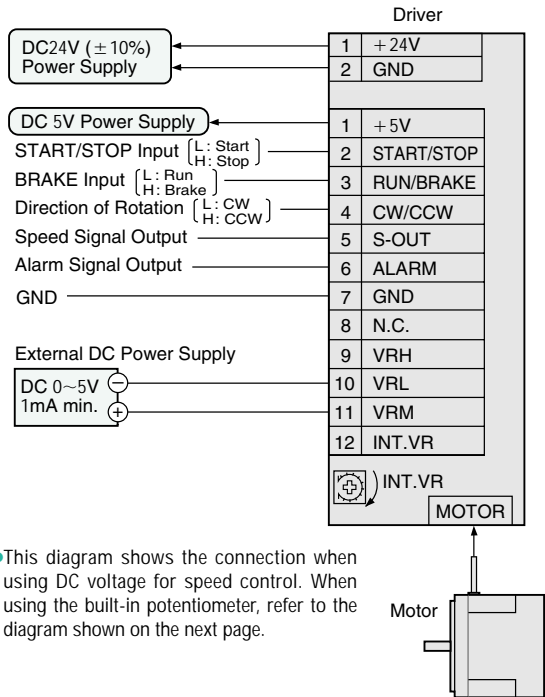 Driver
DC24V (±10%)
Power Supply
1 +24V
2 GND
DC 5V Power Supply
1 +5V
START/STOP Input [L: Start
H: Stop]
2 START/STOP
BRAKE Input [L: Run
H: Brake]
3 RUN/BRAKE
Direction of Rotation [L: CW
H: CCW]
4 CW/CCW
Speed Signal Output
5 S-OUT
Alarm Signal Output
6 ALARM
GND
7 GND
8 N.C.
External DC Power Supply
9 VRH
DC 0~5V
1mA min.
−
10 VRL
+
11 VRM
12 INT.VR
INT.VR
MOTOR
•This diagram shows the connection when
using DC voltage for speed control. When
using the built-in potentiometer, refer to the
diagram shown on the next page.
Motor